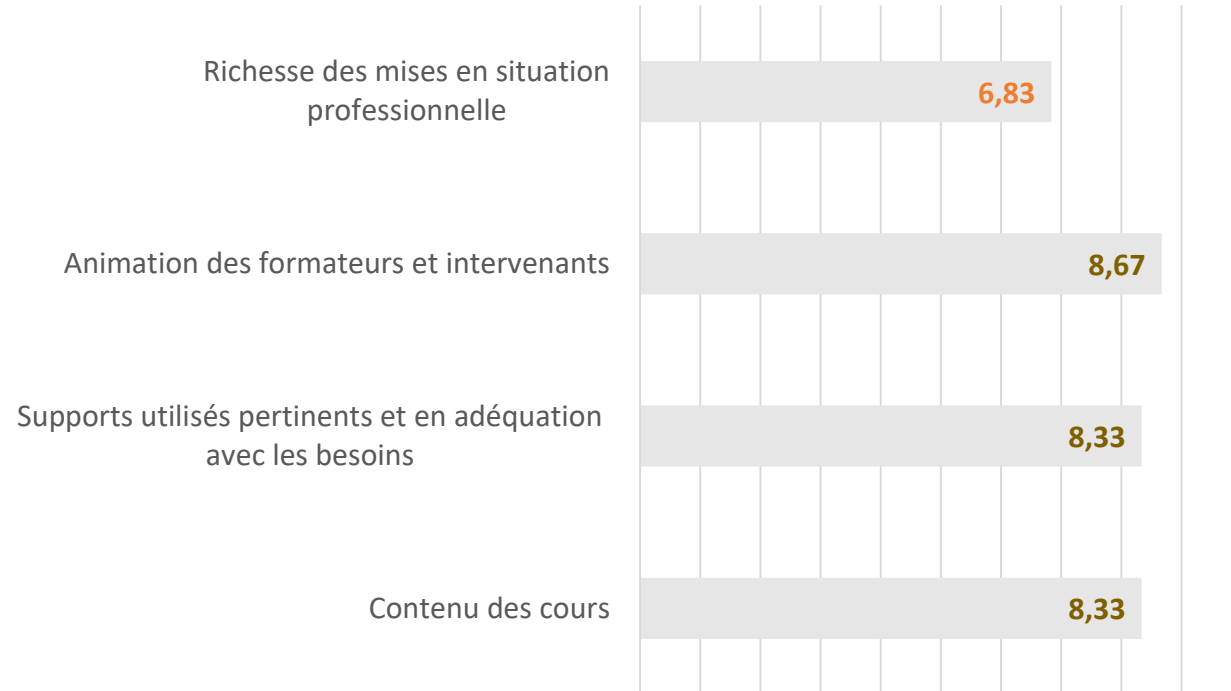 Richesse des mises en situation
professionnelle
6,83
Animation des formateurs et intervenants
8,67
Supports utilisés pertinents et en adéquation
avec les besoins
8,33
Contenu des cours
8,33